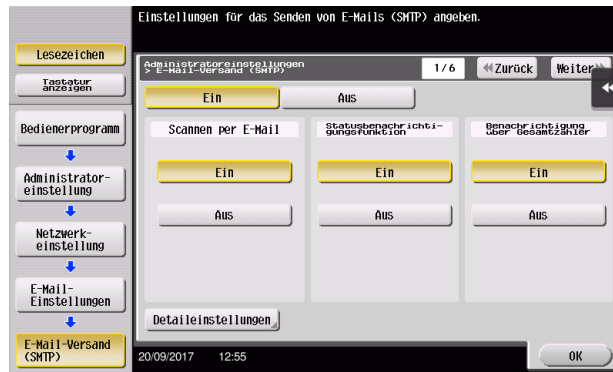 Einstellungen für das Senden von E-Mails (SMTP) angeben.
Lesezeichen
Tastatur
anzeigen
Bedienerprogramm
Administrator-
einstellung
Netzwerk-
einstellung
E-Mail-
Einstellungen
E-Mail-Versand
(SMTP)
Administratoreinstellungen
> E-Mail-Versand (SMTP)
1/6
Zurück
Weiter
Ein
Aus
Scannen per E-Mail
Ein
Aus
Statusbenachrichti-
gungsfunktion
Ein
Aus
Benachrichtigung
über Gesamtzähler
Ein
Aus
Detaileinstellungen
20/09/2017 12:55
OK